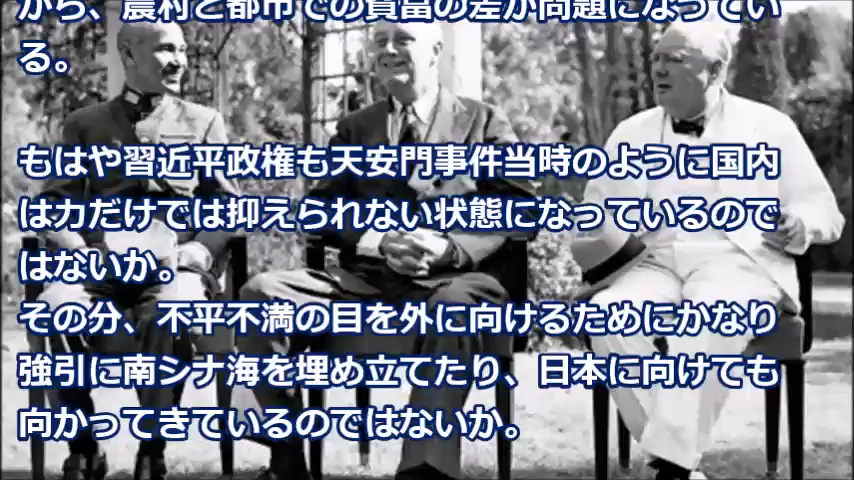 から、農村と都市での貧富の差が問題になってい
る。
もはや習近平政権も天安門事件当時のように国内
は力だけでは抑えられない状態になっているので
はないか。
その分、不平不満の目を外に向けるためにかなり
強引に南シナ海を埋め立てたり、日本に向けても
向かってきているのではないか。